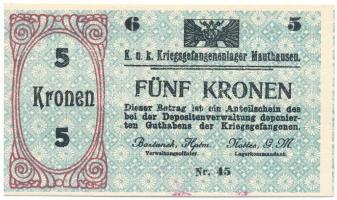 6 5
5
Kronen
5
K. u. k. Kriegsgefangenenlager Mauthausen.
FÜNF KRONEN
Dieser Betrag ist ein Anteilschein des
bei der Depositenverwaltung deponier-
ten Guthabens der Kriegsgefangenen.
Hptm. G. M.
Verwaltungsoffizier. Lagerkommandant.
Nr. 45